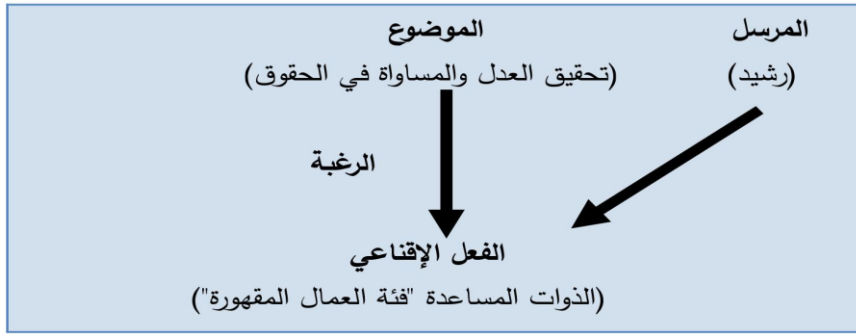 المرسل الموضوع
(رشيد) (تحقيق العدل والمساواة في الحقوق)
الرغبة
الفعل الإقناعي
(الذوات المساعدة "فئة العمال المقهورة")